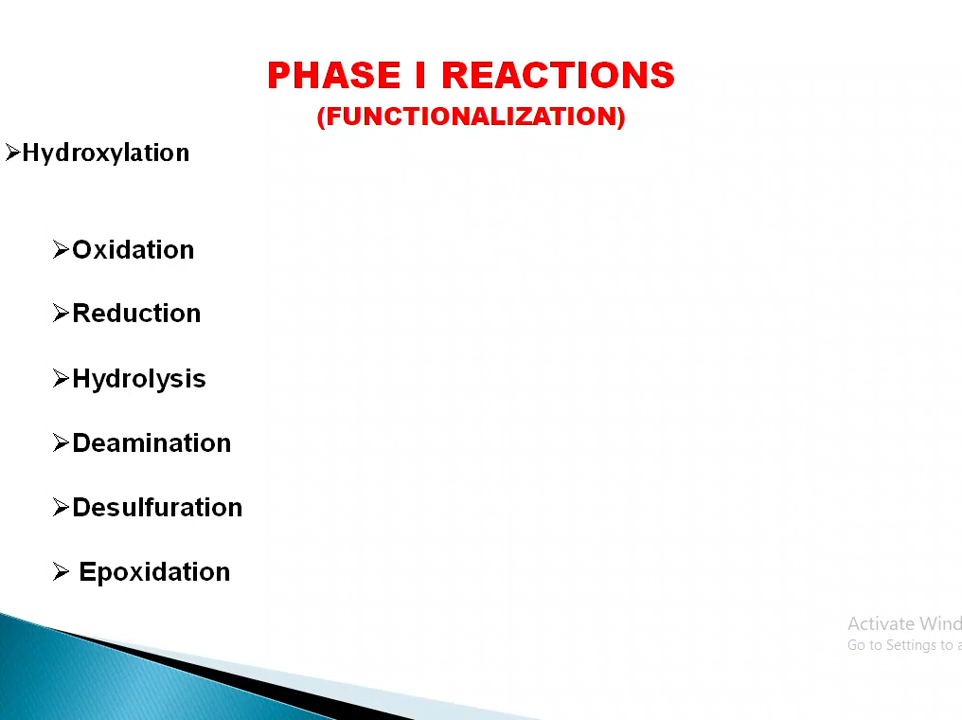 PHASE I REACTIONS
(FUNCTIONALIZATION)
➢Hydroxylation
➢Oxidation
➢Reduction
➢Hydrolysis
➢Deamination
➢Desulfuration
➢ Epoxidation
Activate Wind
Go to Settings to a